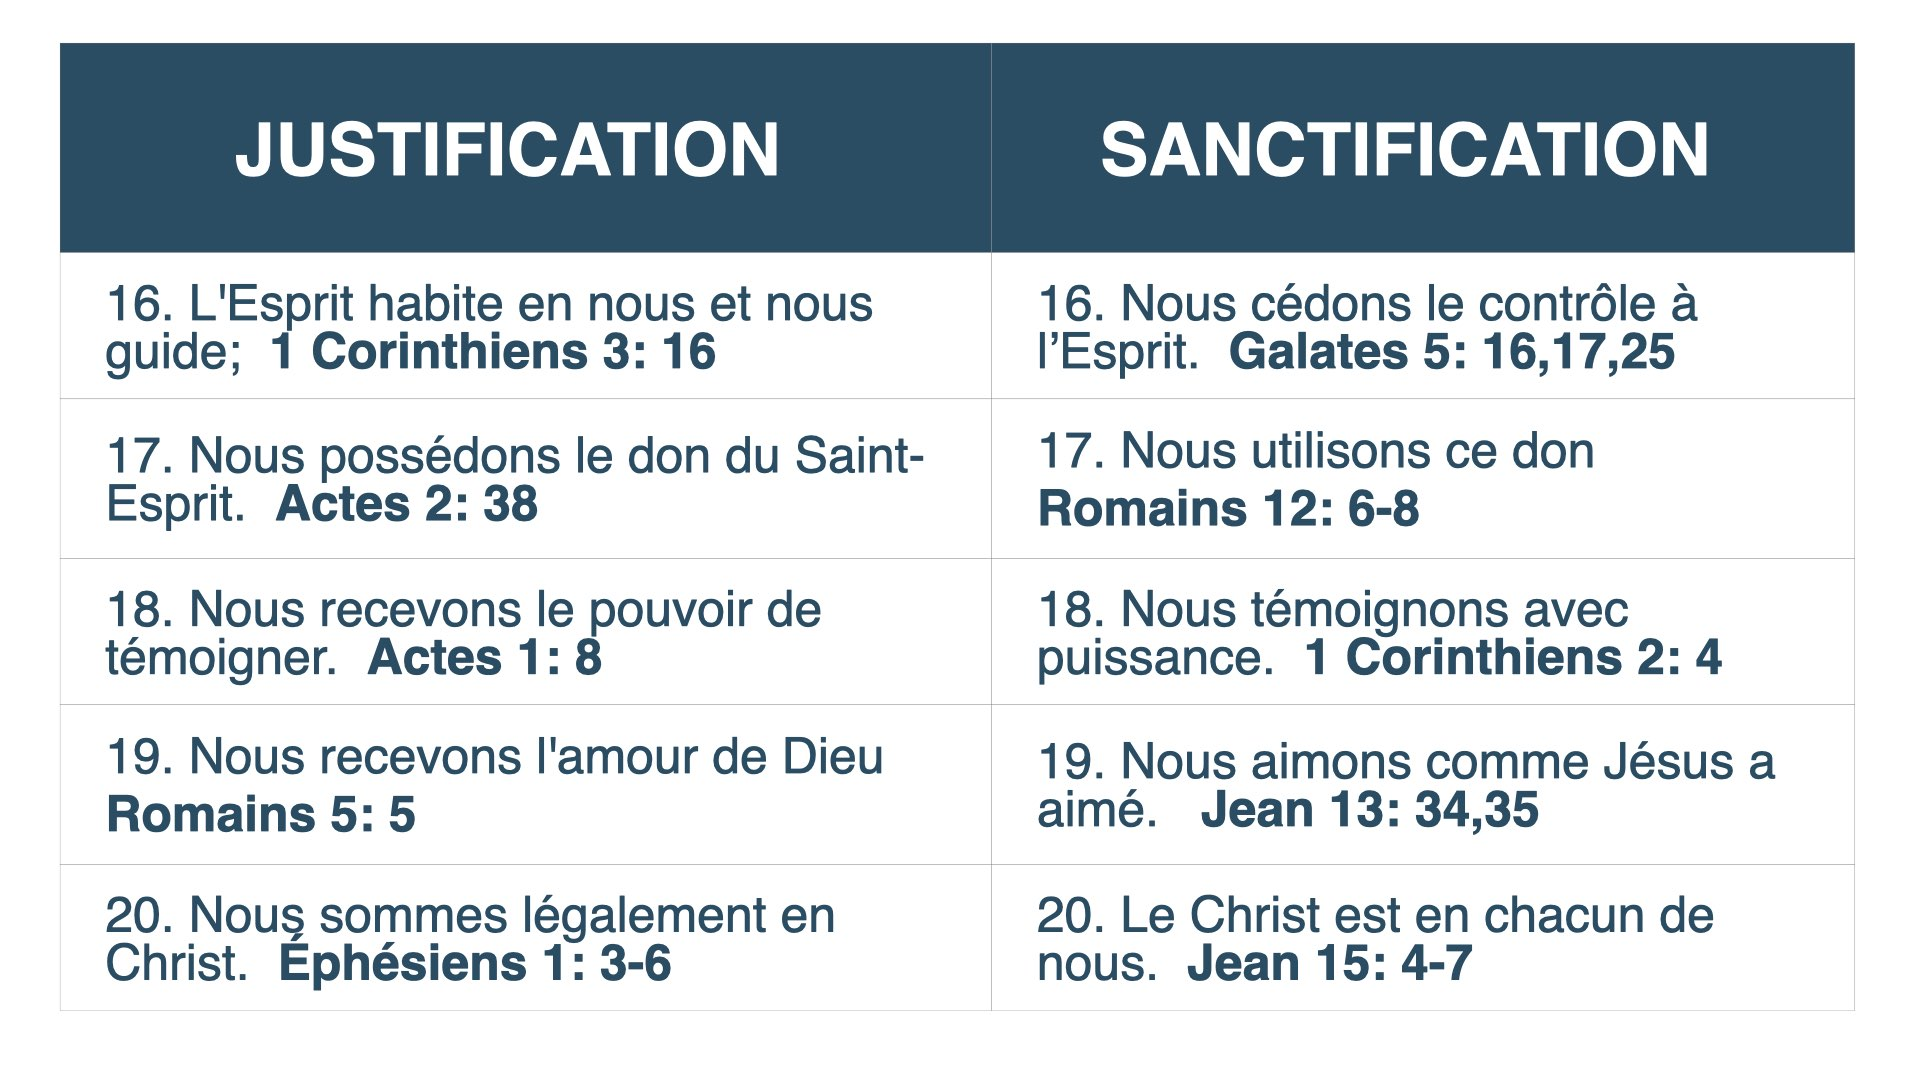 JUSTIFICATION
SANCTIFICATION
16. L'Esprit habite en nous et nous
guide;  1 Corinthiens 3: 16
16. Nous cédons le contrôle à
l’Esprit.  Galates 5: 16,17,25
17. Nous possédons le don du Saint-
Esprit.  Actes 2: 38
17. Nous utilisons ce don
Romains 12: 6-8
18. Nous recevons le pouvoir de
témoigner.  Actes 1: 8
18. Nous témoignons avec
puissance.  1 Corinthiens 2: 4
19. Nous recevons l'amour de Dieu
Romains 5: 5
19. Nous aimons comme Jésus a
aimé.   Jean 13: 34,35
20. Nous sommes légalement en
Christ.  Éphésiens 1: 3-6
20. Le Christ est en chacun de
nous.  Jean 15: 4-7